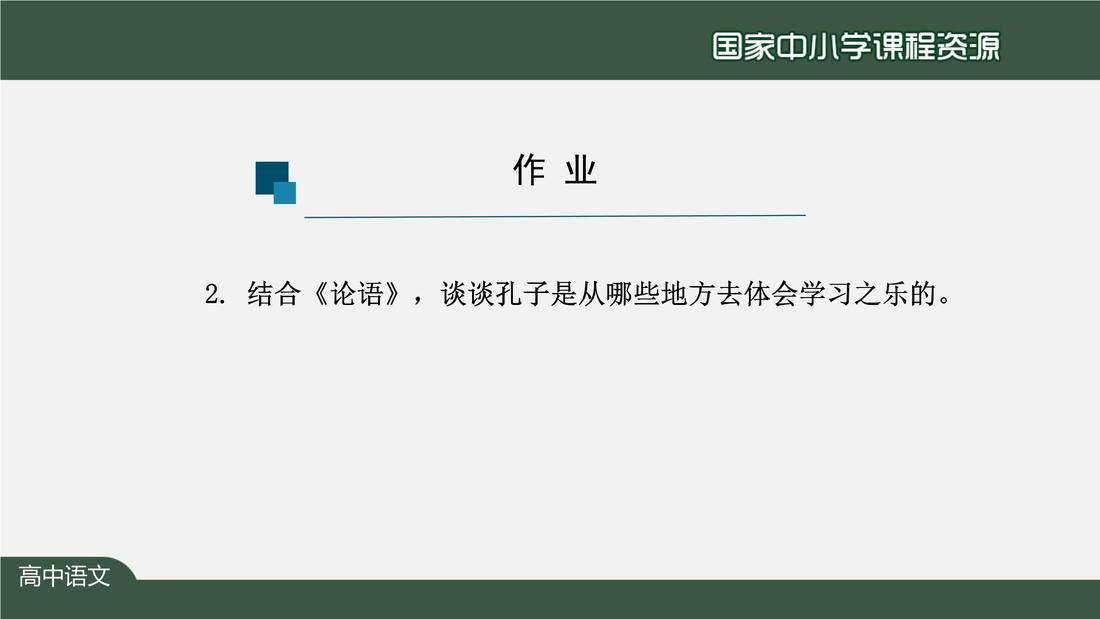 国家中小学课程资源
作 业
2. 结合《论语》，谈谈孔子是从哪些地方去体会学习之乐的。
高中语文